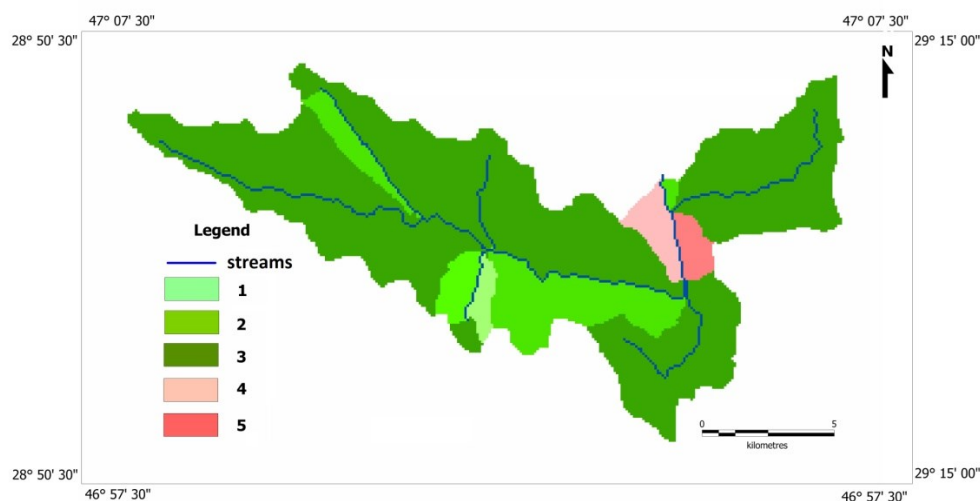 47° 07' 30"
47° 07' 30"
28° 50' 30"
29° 15' 00"
N
Legend
streams
1
2
3
4
5
0 5
kilometres
28° 50' 30"
29° 15' 00"
46° 57' 30"
46° 57' 30"